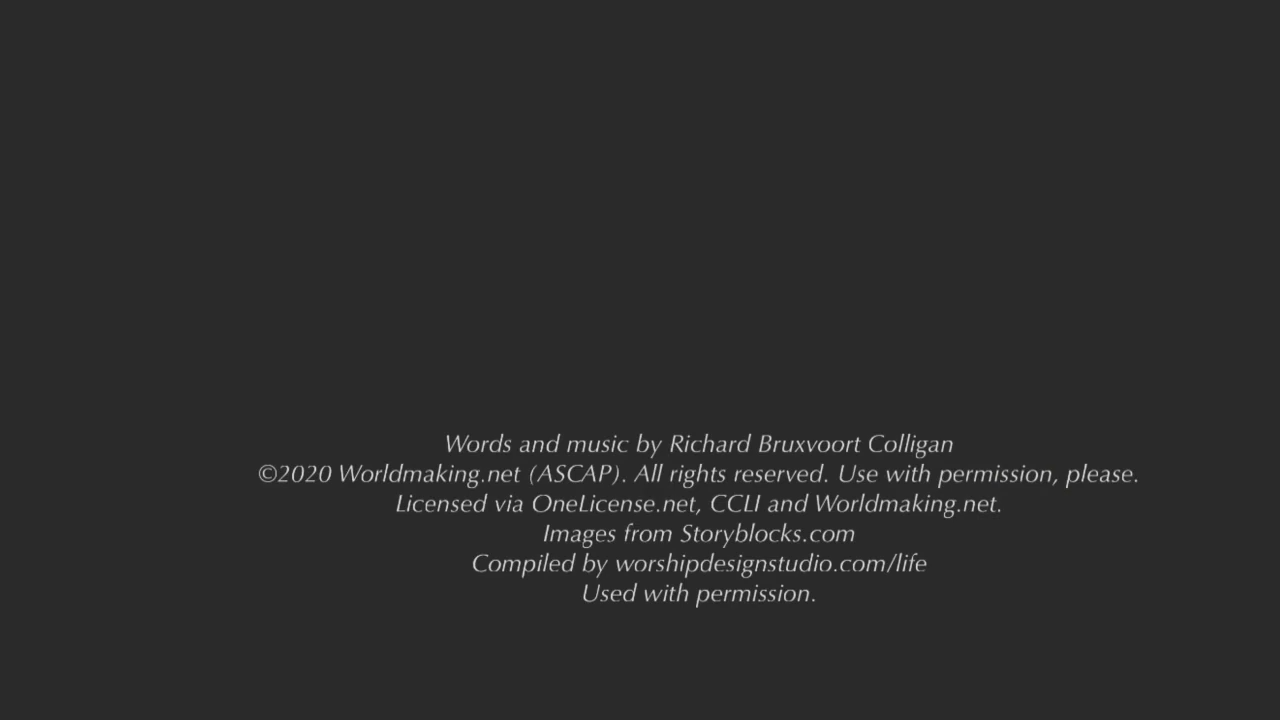 Words and music by Richard Bruxvoort Colligan
©2020 Worldmaking.net (ASCAP). All rights reserved. Use with permission, please.
Licensed via OneLicense.net, CCLI and Worldmaking.net.
Images from Storyblocks.com
Compiled by worshipdesignstudio.com/life
Used with permission.